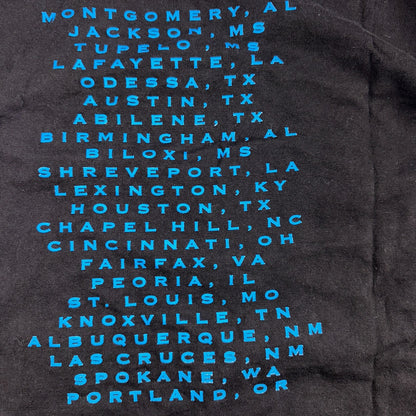 MONTGOMERY, AL
JACKSON, MS
TUPELO, MS
LAFAYETTE, LA
ODESSA, TX
AUSTIN, TX
ABILENE, TX
BIRMINGHAM, AL
BILOXI, MS
SHREVEPORT, LA
LEXINGTON, KY
HOUSTON, TX
CHAPEL HILL, NC
CINCINNATI, OH
FAIRFAX, VA
PEORIA, IL
ST. LOUIS, MO
KNOXVILLE, TN
ALBUQUERQUE, NM
LAS CRUCES, NM
SPOKANE, WA
PORTLAND, OR